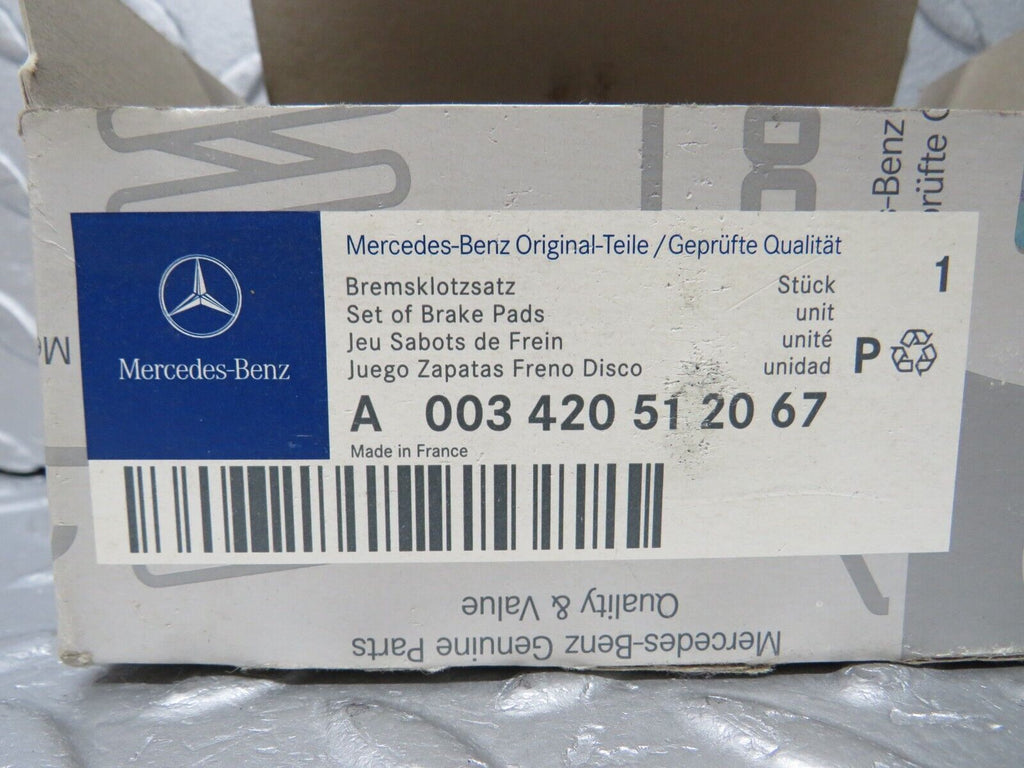 -Benz
prüfte
Mercedes-Benz Original-Teile / Geprüfte Qualität
Bremsklotzsatz Stück 1
Set of Brake Pads unit
Jeu Sabots de Frein unité
Juego Zapatas Freno Disco unidad P
Mercedes-Benz
A 003 420 51 20 67
Made in France
Quality & Value
Mercedes-Benz Genuine Parts